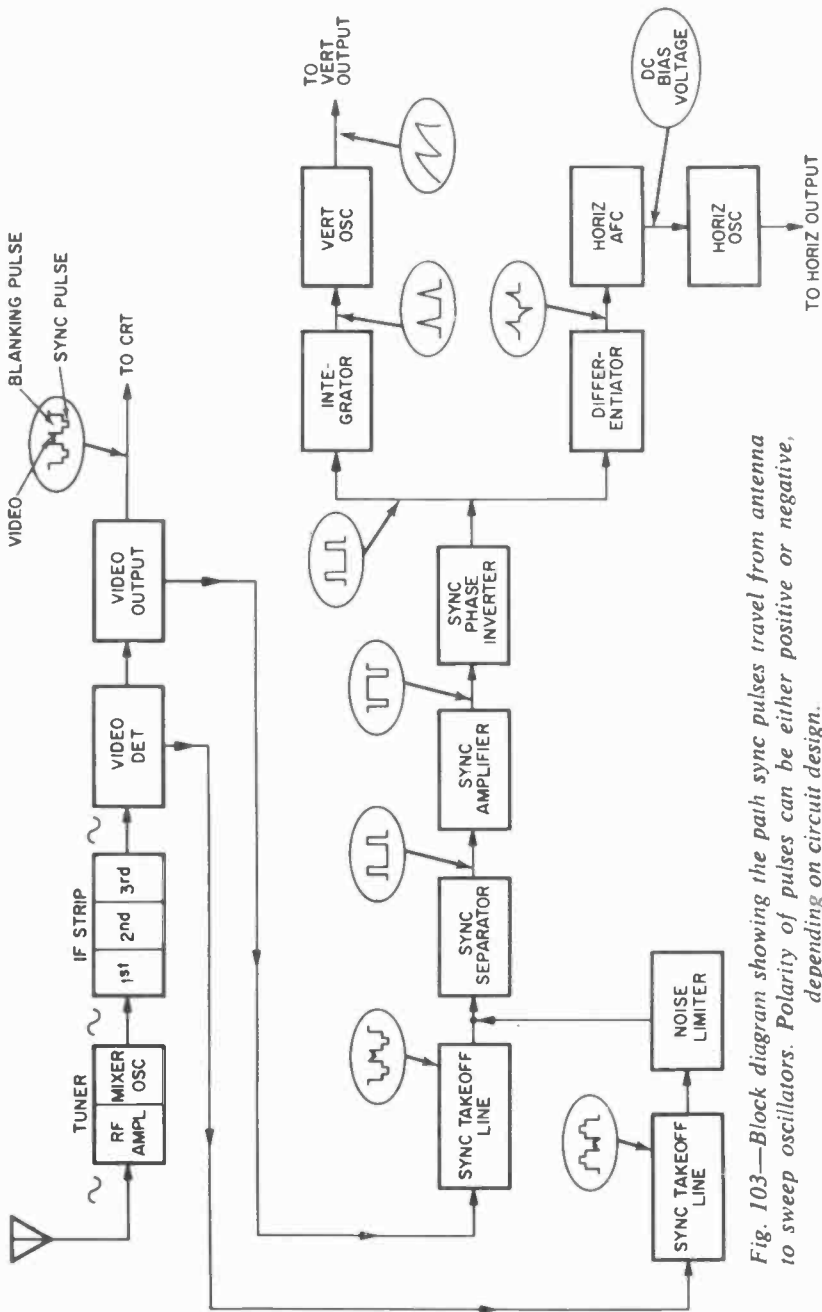 TUNER
RF
AMPL
MIXER
OSC
IF STRIP
1st
2nd
3rd
VIDEO
DET
VIDEO
OUTPUT
VIDEO
BLANKING PULSE
SYNC PULSE
TO CRT
SYNC TAKEOFF
LINE
SYNC
SEPARATOR
SYNC
AMPLIFIER
SYNC
PHASE
INVERTER
INTE-
GRATOR
VERT
OSC
TO
VERT
OUTPUT
DIFFER-
ENTIATOR
HORIZ
AFC
DC
BIAS
VOLTAGE
HORIZ
OSC
TO HORIZ OUTPUT
SYNC TAKEOFF
LINE
NOISE
LIMITER
Fig. 103—Block diagram showing the path sync pulses travel from antenna
to sweep oscillators. Polarity of pulses can be either positive or negative,
depending on circuit design.